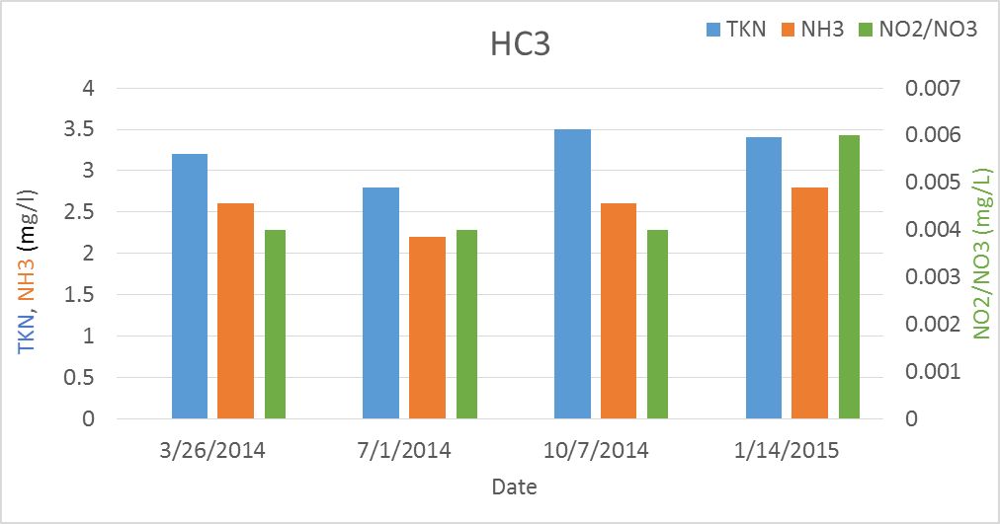 TKN NH3 NO2/NO3
HC3
4
3.5
3
2.5
2
1.5
1
0.5
0
TKN, NH3 (mg/l)
0.007
0.006
0.005
0.004
0.003
0.002
0.001
0
NO2/NO3 (mg/L)
3/26/2014 7/1/2014 10/7/2014 1/14/2015
Date